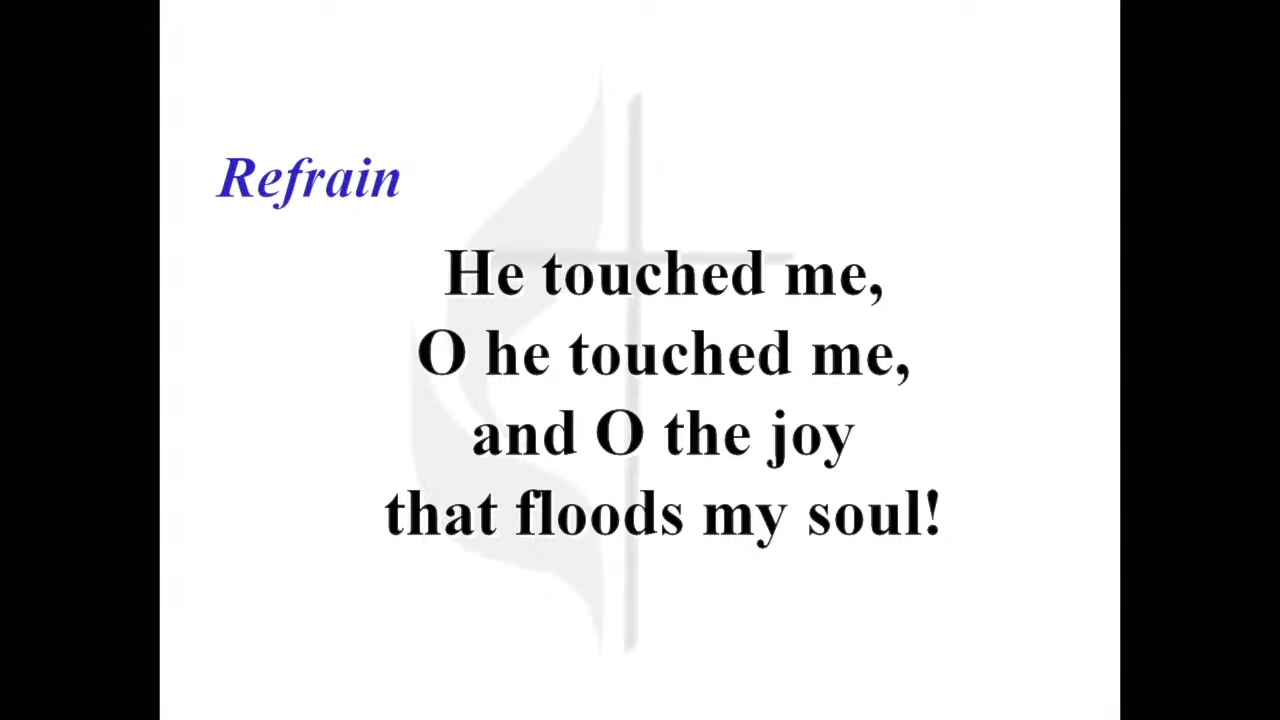 Refrain
He touched me,
O he touched me,
and O the joy
that floods my soul!